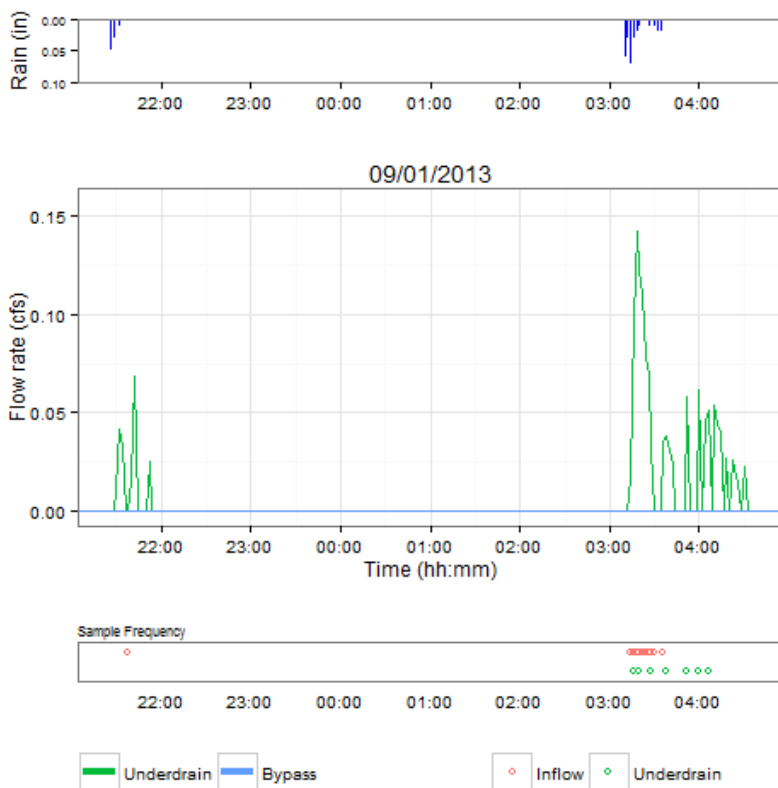 Rain (in)
0.00
0.05
0.10
22:00 23:00 00:00 01:00 02:00 03:00 04:00
09/01/2013
Flow rate (cfs)
0.15
0.10
0.05
0.00
22:00 23:00 00:00 01:00 02:00 03:00 04:00
Time (hh:mm)
Sample Frequency
22:00 23:00 00:00 01:00 02:00 03:00 04:00
Underdrain Bypass Inflow Underdrain